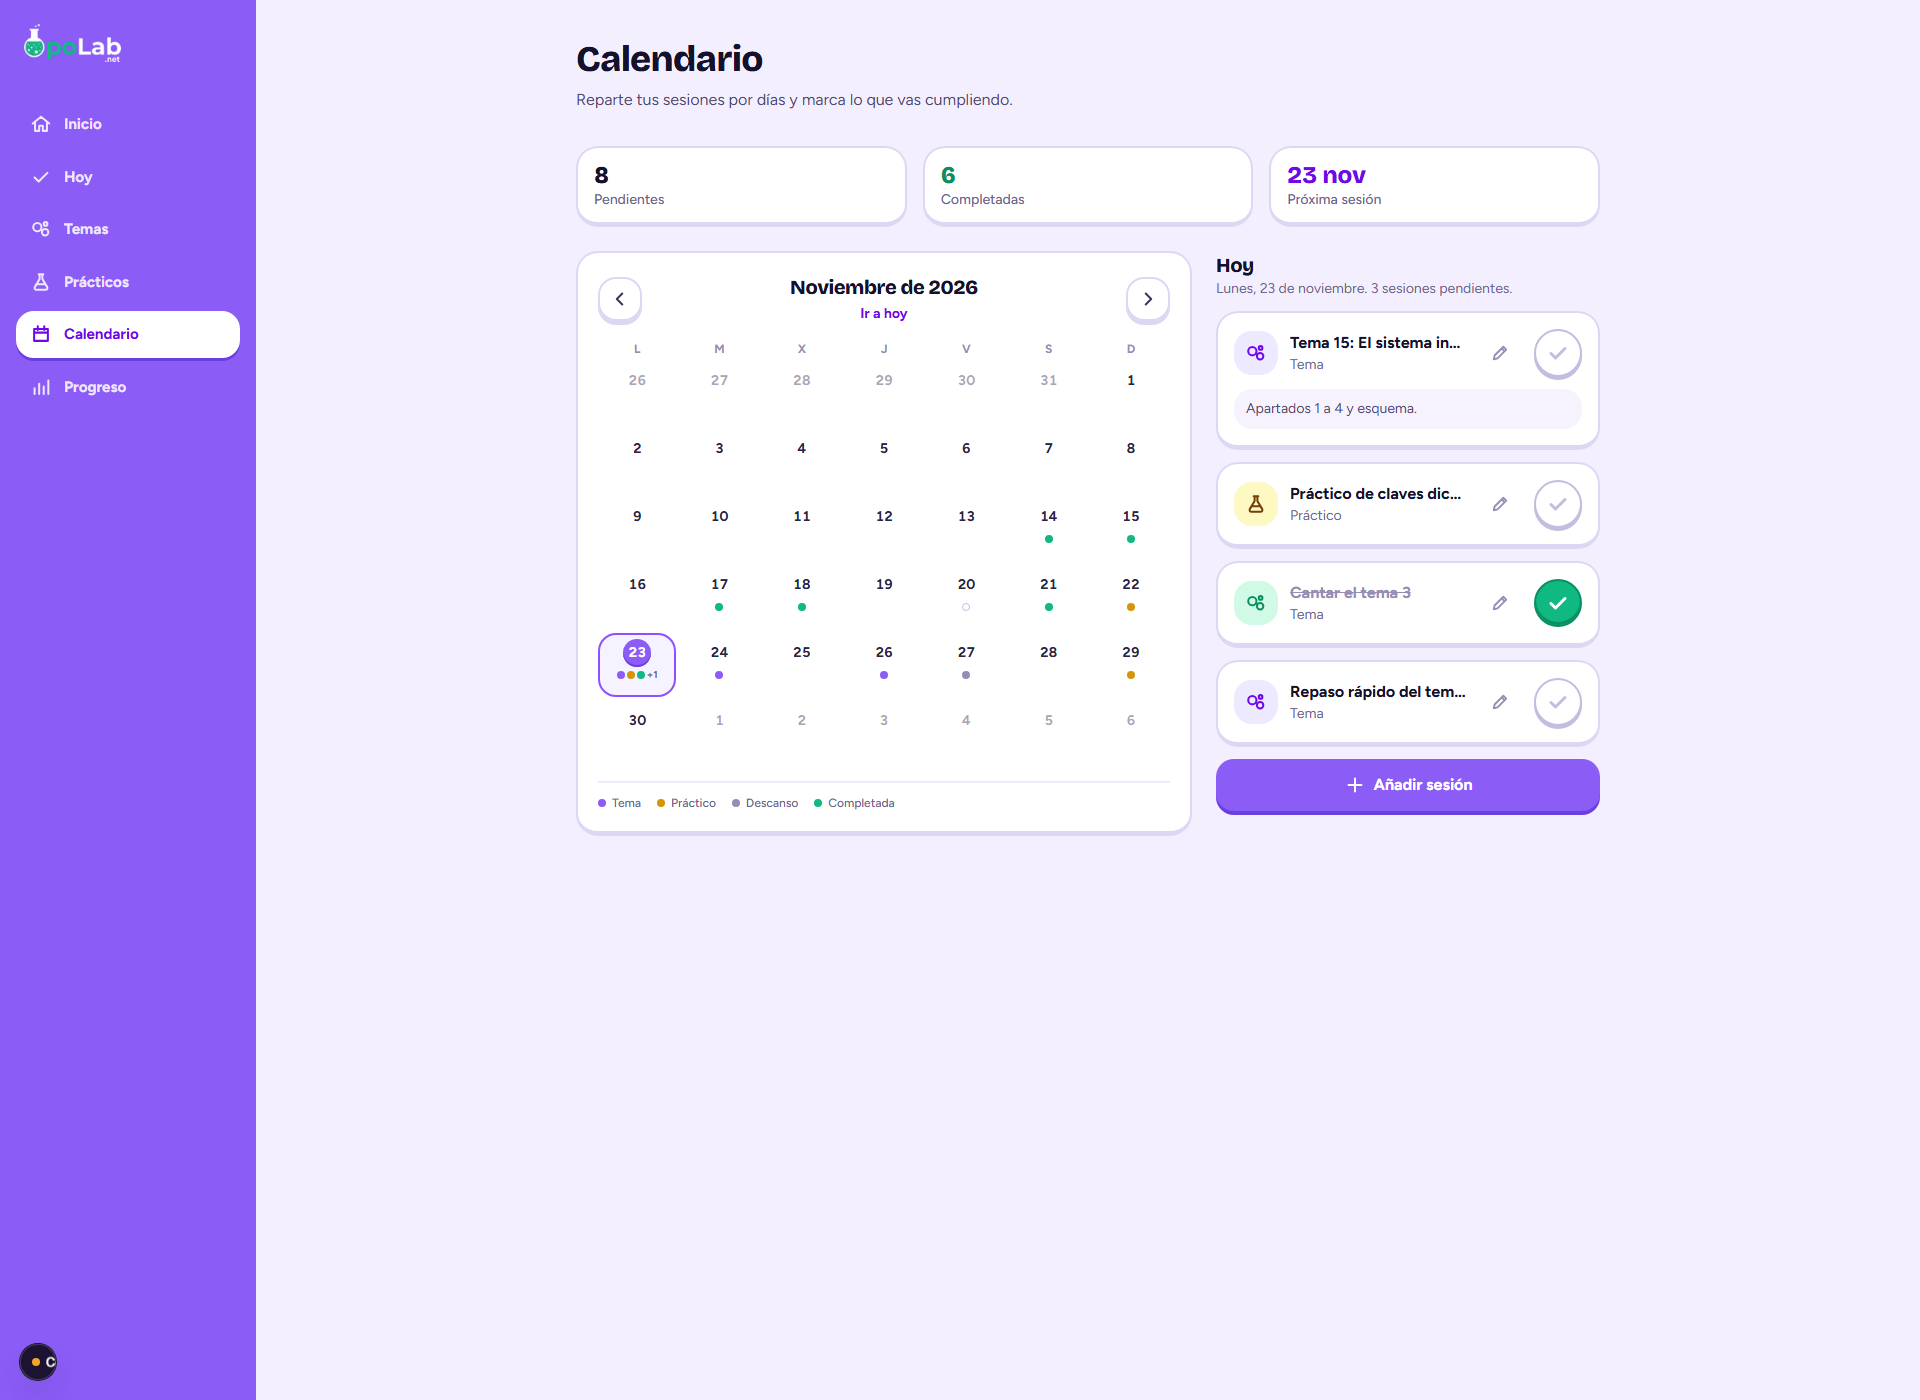 poLab
.net
Inicio
Hoy
Temas
Prácticos
Calendario
Progreso
C
Calendario
Reparte tus sesiones por días y marca lo que vas cumpliendo.
8
Pendientes
6
Completadas
23 nov
Próxima sesión
Noviembre de 2026
Ir a hoy
L M X J V S D
26 27 28 29 30 31 1
2 3 4 5 6 7 8
9 10 11 12 13 14 15
16 17 18 19 20 21 22
23 24 25 26 27 28 29
+1
30 1 2 3 4 5 6
Tema Práctico Descanso Completada
Hoy
Lunes, 23 de noviembre. 3 sesiones pendientes.
Tema 15: El sistema in...
Tema
Apartados 1 a 4 y esquema.
Práctico de claves dic...
Práctico
Cantar el tema 3
Tema
Repaso rápido del tem...
Tema
Añadir sesión